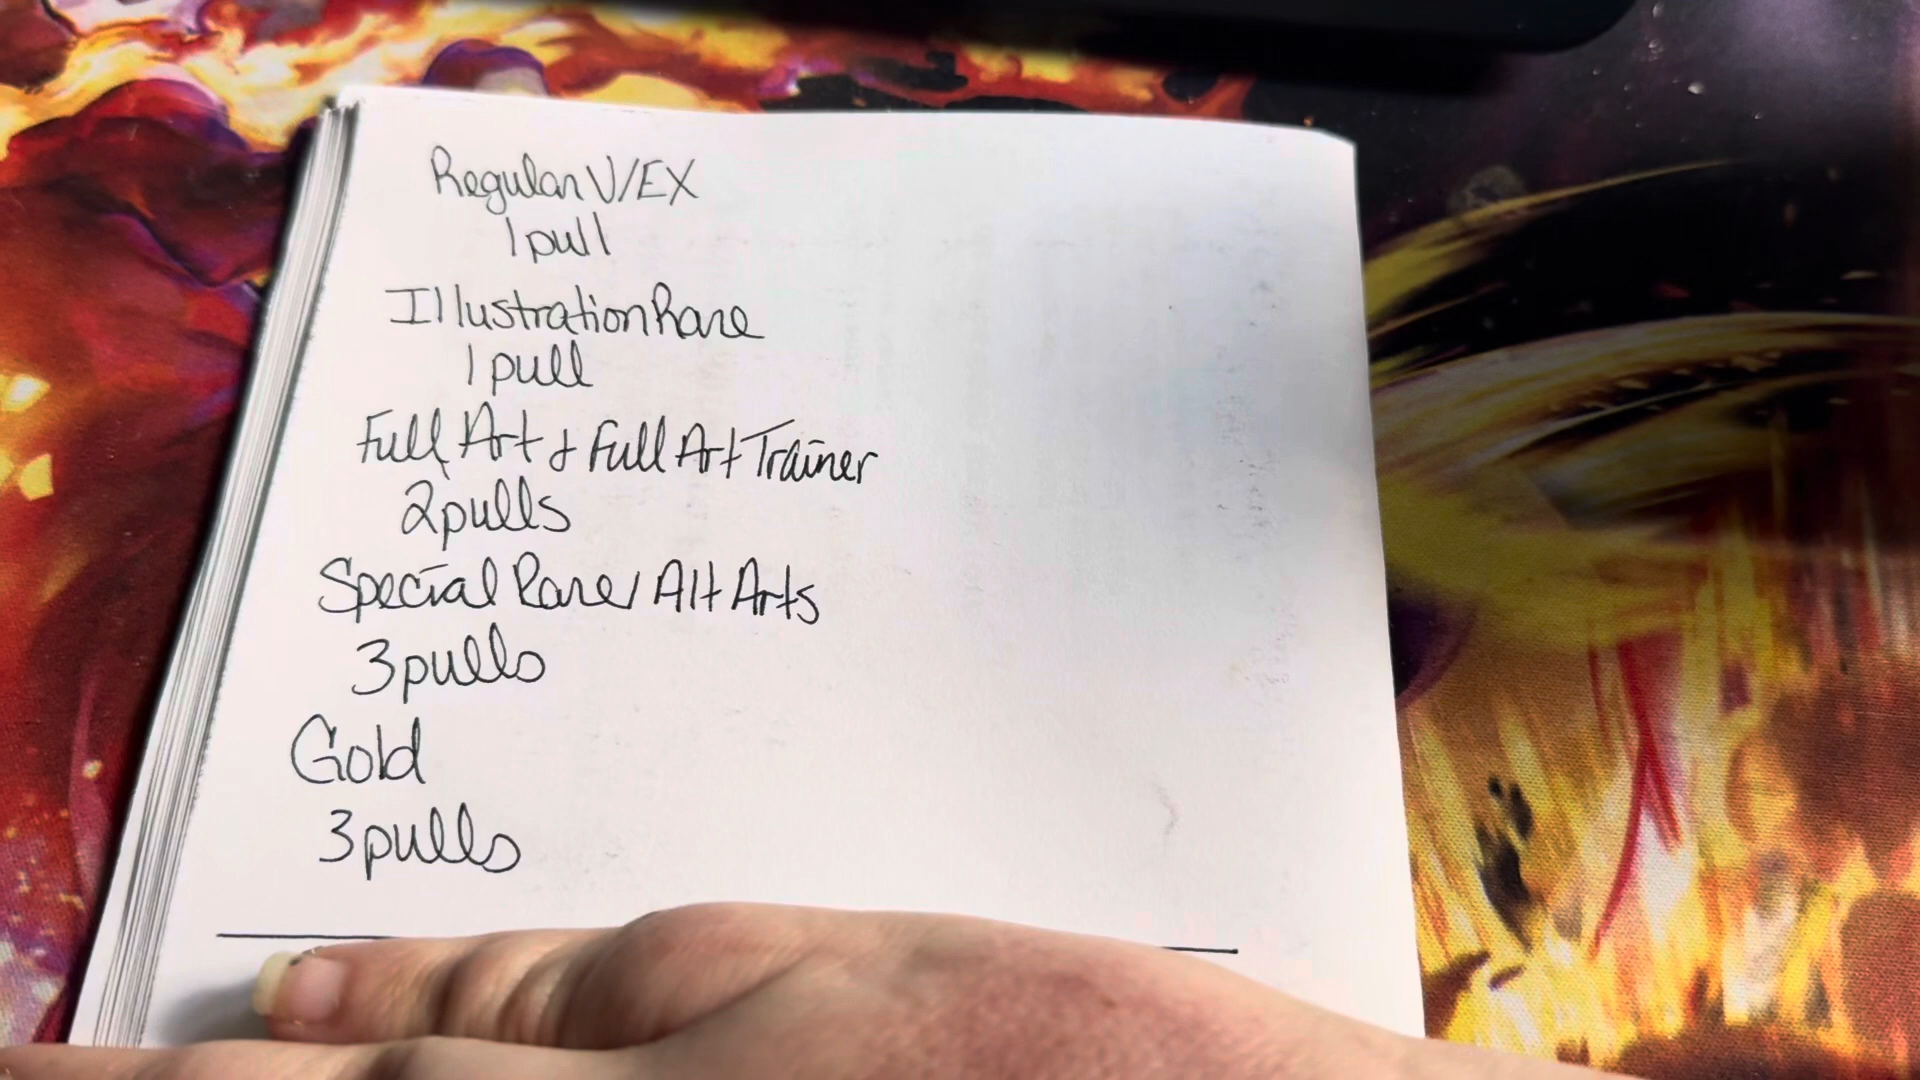 Regular V/EX
1 pull
Illustration Rare
1 pull
Full Art & Full Art Trainer
2 pulls
Special Rare/ Alt Arts
3 pulls
Gold
3 pulls